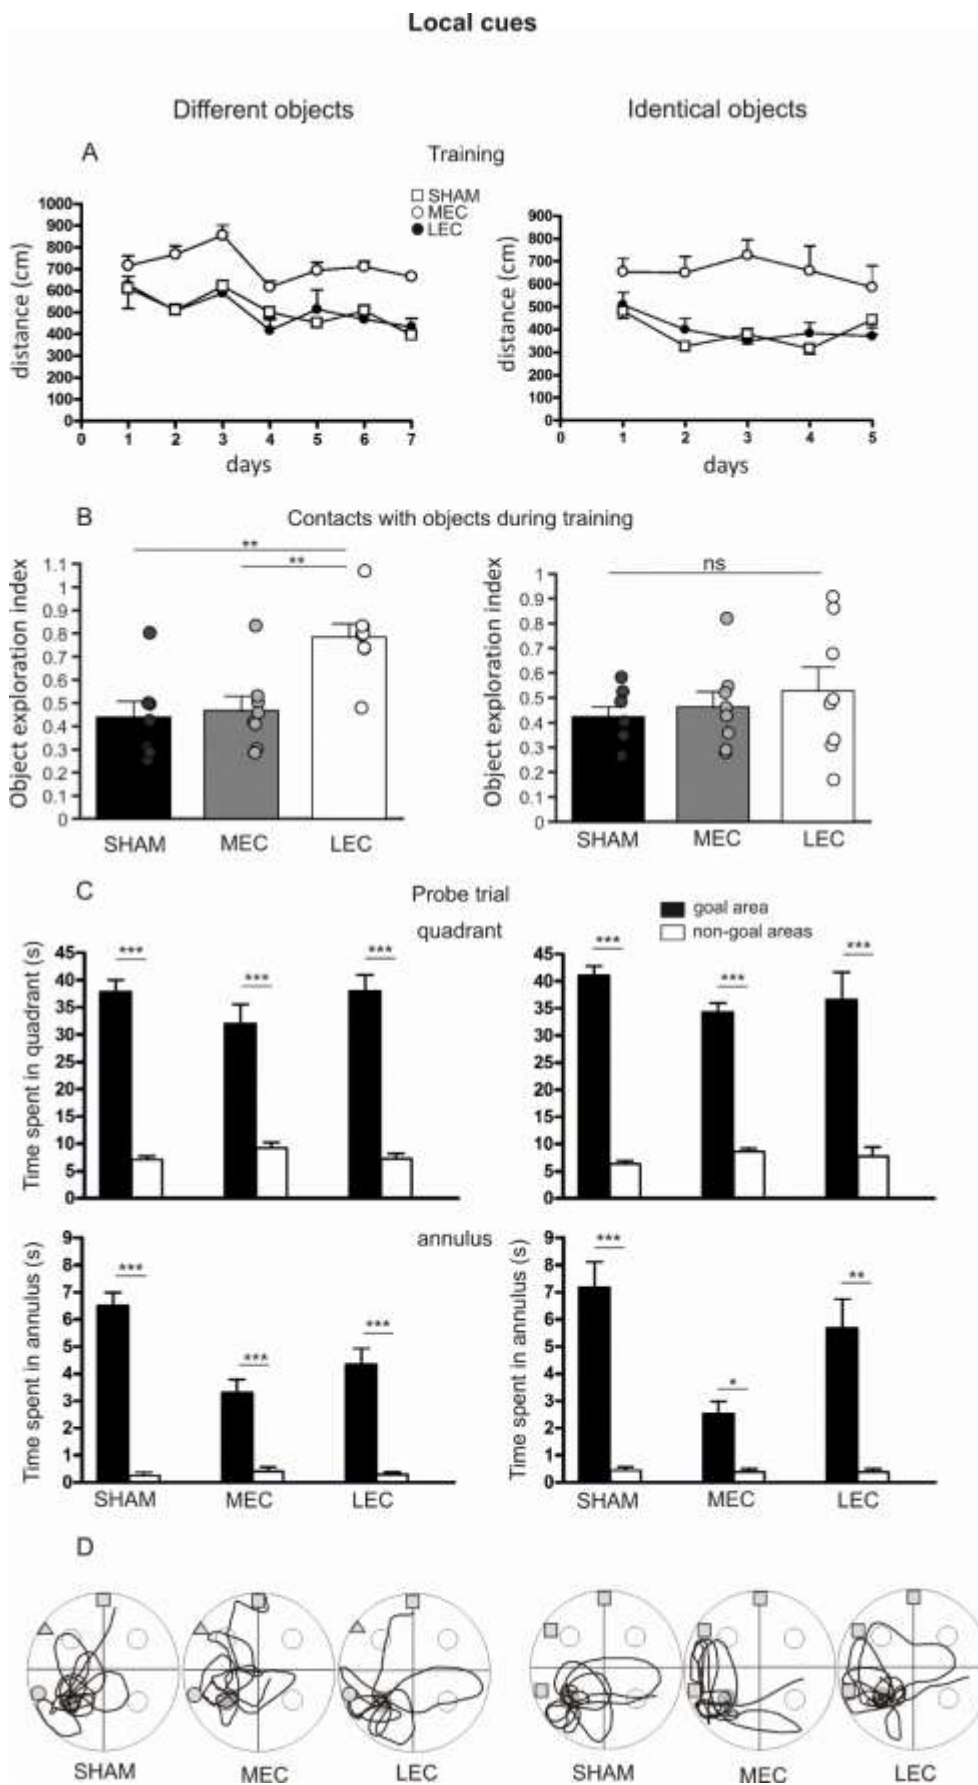 Local cues
Different objects
Identical objects
A
Training
SHAM
MEC
LEC
distance (cm)
1000
900
800
700
600
500
400
300
200
100
0
0 1 2 3 4 5 6 7
days
distance (cm)
900
800
700
600
500
400
300
200
100
0
0 1 2 3 4 5
days
B
Contacts with objects during training
Object exploration index
** 
**
1.1
1
0.9
0.8
0.7
0.6
0.5
0.4
0.3
0.2
0.1
0
SHAM MEC LEC
Object exploration index
ns
1
0.9
0.8
0.7
0.6
0.5
0.4
0.3
0.2
0.1
0
SHAM MEC LEC
C
Probe trial
quadrant
goal area
non-goal areas
Time spent in quadrant (s)
45
40
35
30
25
20
15
10
5
0
*** *** ***
Time spent in quadrant (s)
45
40
35
30
25
20
15
10
5
0
*** *** ***
annulus
Time spent in annulus (s)
9
8
7
6
5
4
3
2
1
0
*** *** ***
SHAM MEC LEC
Time spent in annulus (s)
9
8
7
6
5
4
3
2
1
0
*** * **
SHAM MEC LEC
D
SHAM MEC LEC SHAM MEC LEC